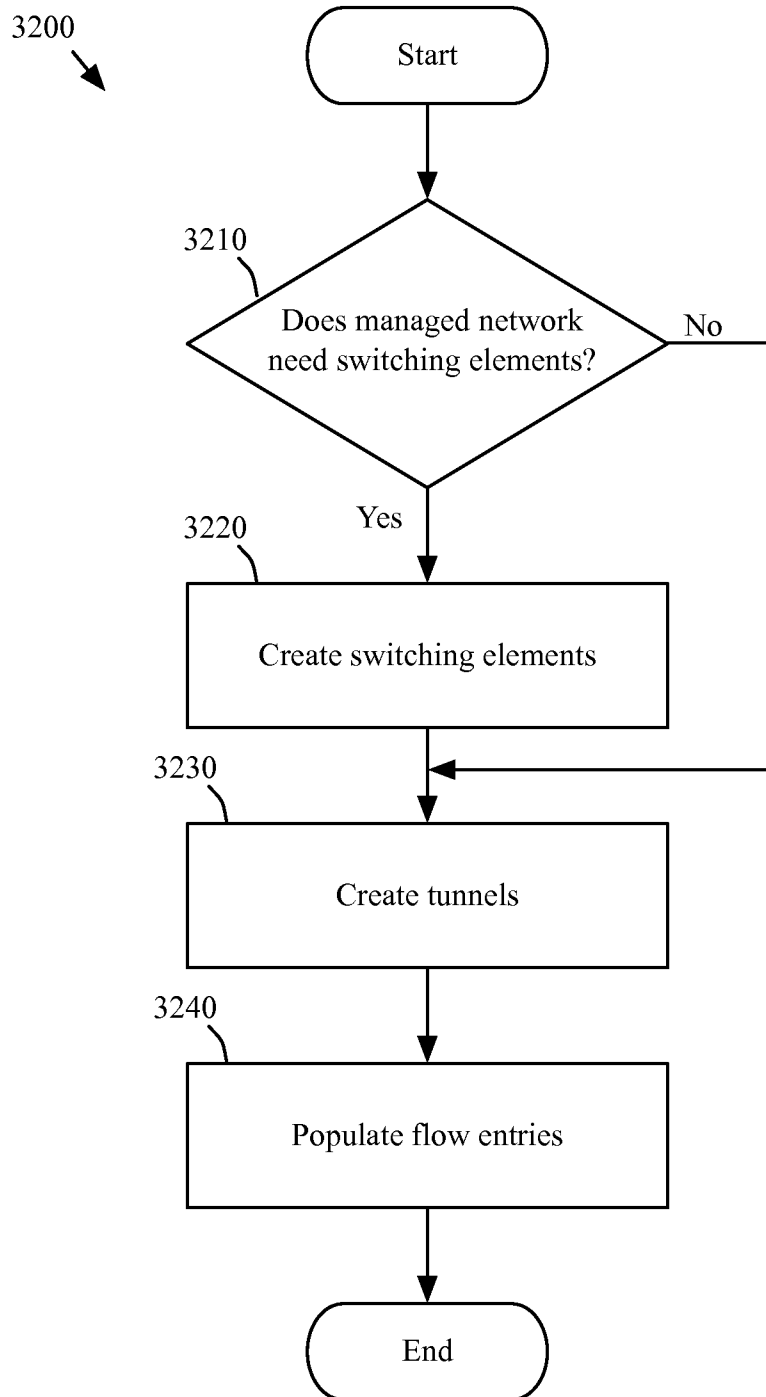 3200
Start
3210
Does managed network
need switching elements?
No
Yes
3220
Create switching elements
3230
Create tunnels
3240
Populate flow entries
End